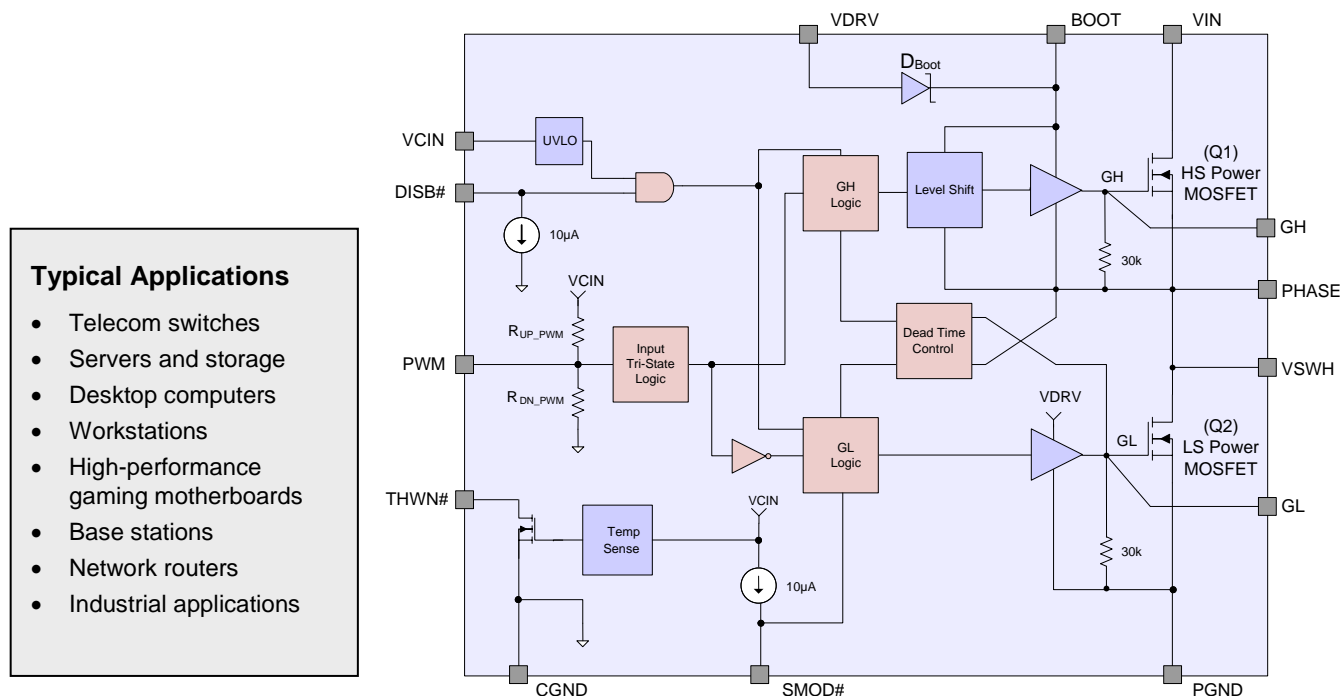 Typical Applications
• Telecom switches
• Servers and storage
• Desktop computers
• Workstations
• High-performance
gaming motherboards
• Base stations
• Network routers
• Industrial applications
VDRV
BOOT
VIN
DBoot
VCIN
UVLO
DISB#
10µA
GH
Logic
Level Shift
GH
(Q1)
HS Power
MOSFET
30k
GH
PHASE
VCIN
RUP_PWM
PWM
RDN_PWM
Input
Tri-State
Logic
Dead Time
Control
VSWH
VDRV
GL
Logic
GL
(Q2)
LS Power
MOSFET
30k
GL
THWN#
Temp
Sense
VCIN
10µA
CGND
SMOD#
PGND